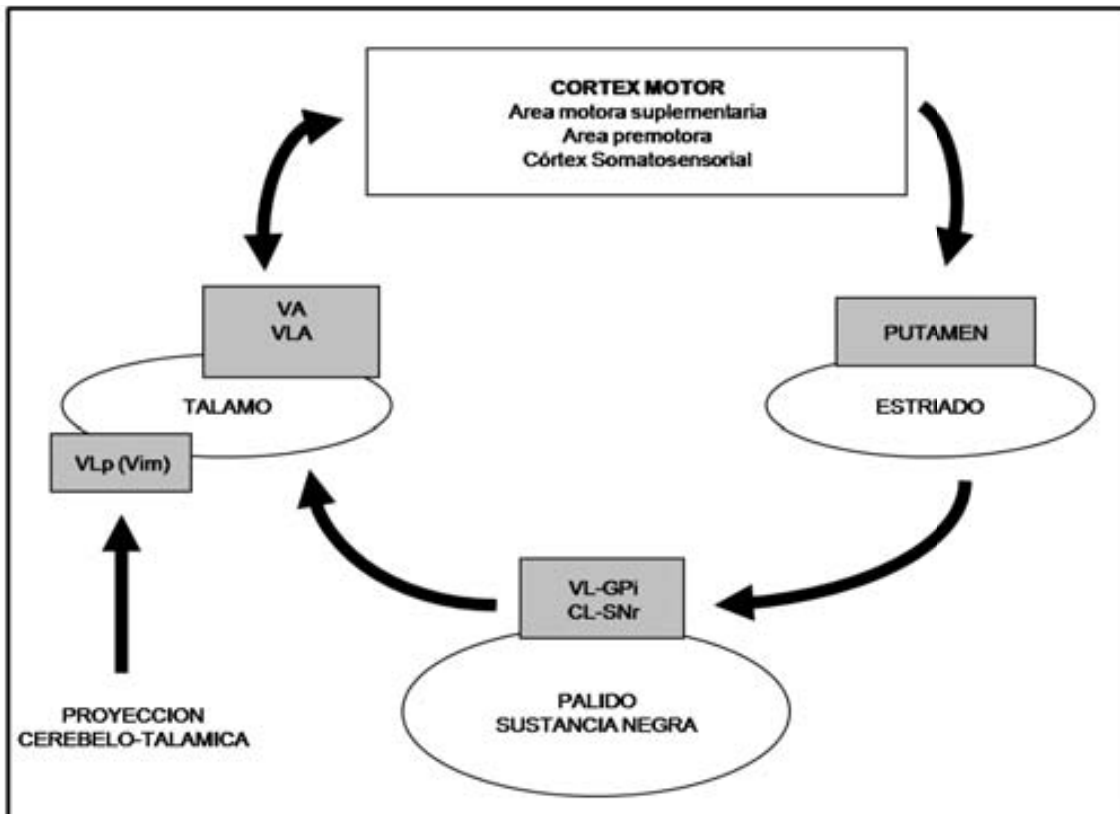 CORTEX MOTOR
Area motora suplementaria
Area premotora
Córtex Somatosensorial
VA
VLA
TALAMO
VLp (Vim)
PROYECCION
CEREBELO-TALAMICA
PUTAMEN
ESTRIADO
VL-GPi
CL-SNr
PALIDO
SUSTANCIA NEGRA